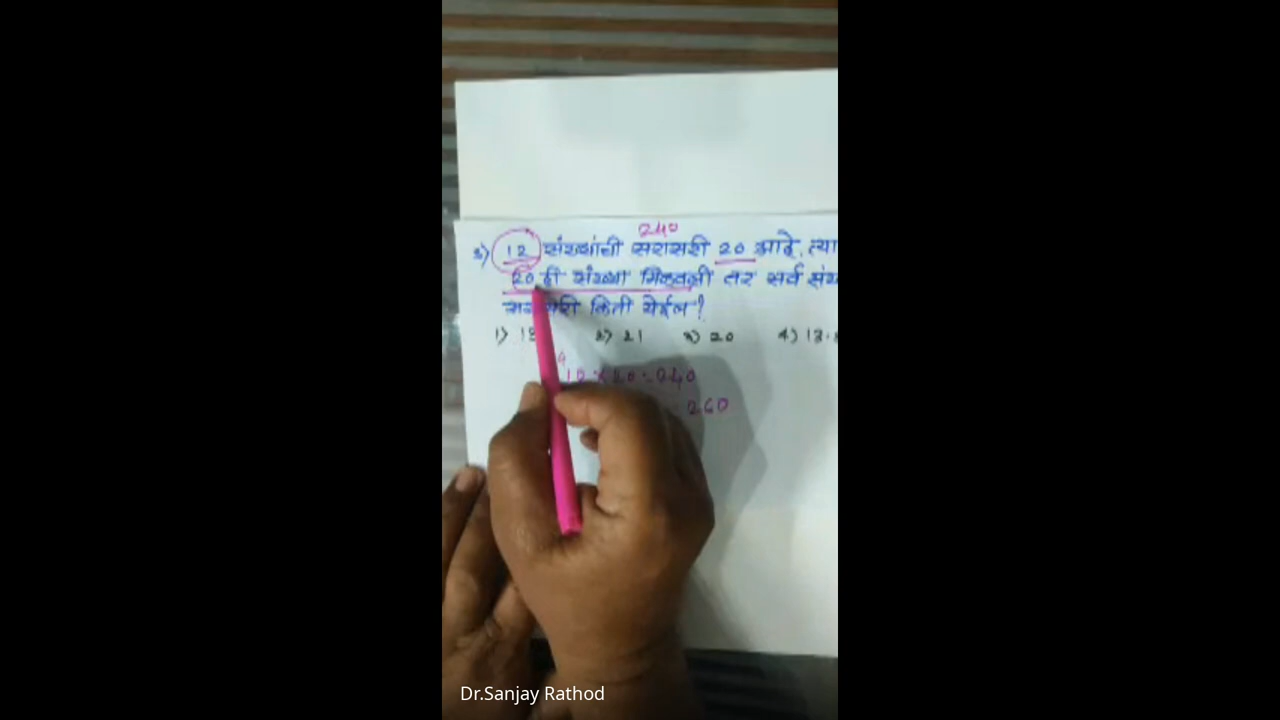 240
3) 12 संख्यांची सरासरी 20 आहे. त्या
20 ही संख्या मिळवली तर सर्व संख
सरासरी किती येईल?
1) 13 2) 21 3) 20 4) 13.
12 × 20 = 240
260
Dr.Sanjay Rathod